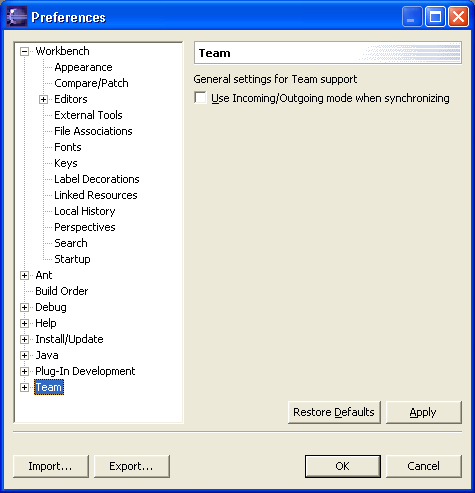 Preferences
Workbench
Appearance
Compare/Patch
Editors
External Tools
File Associations
Fonts
Keys
Label Decorations
Linked Resources
Local History
Perspectives
Search
Startup
Ant
Build Order
Debug
Help
Install/Update
Java
Plug-In Development
Team
Team
General settings for Team support
Use Incoming/Outgoing mode when synchronizing
Restore Defaults Apply
Import... Export... OK Cancel